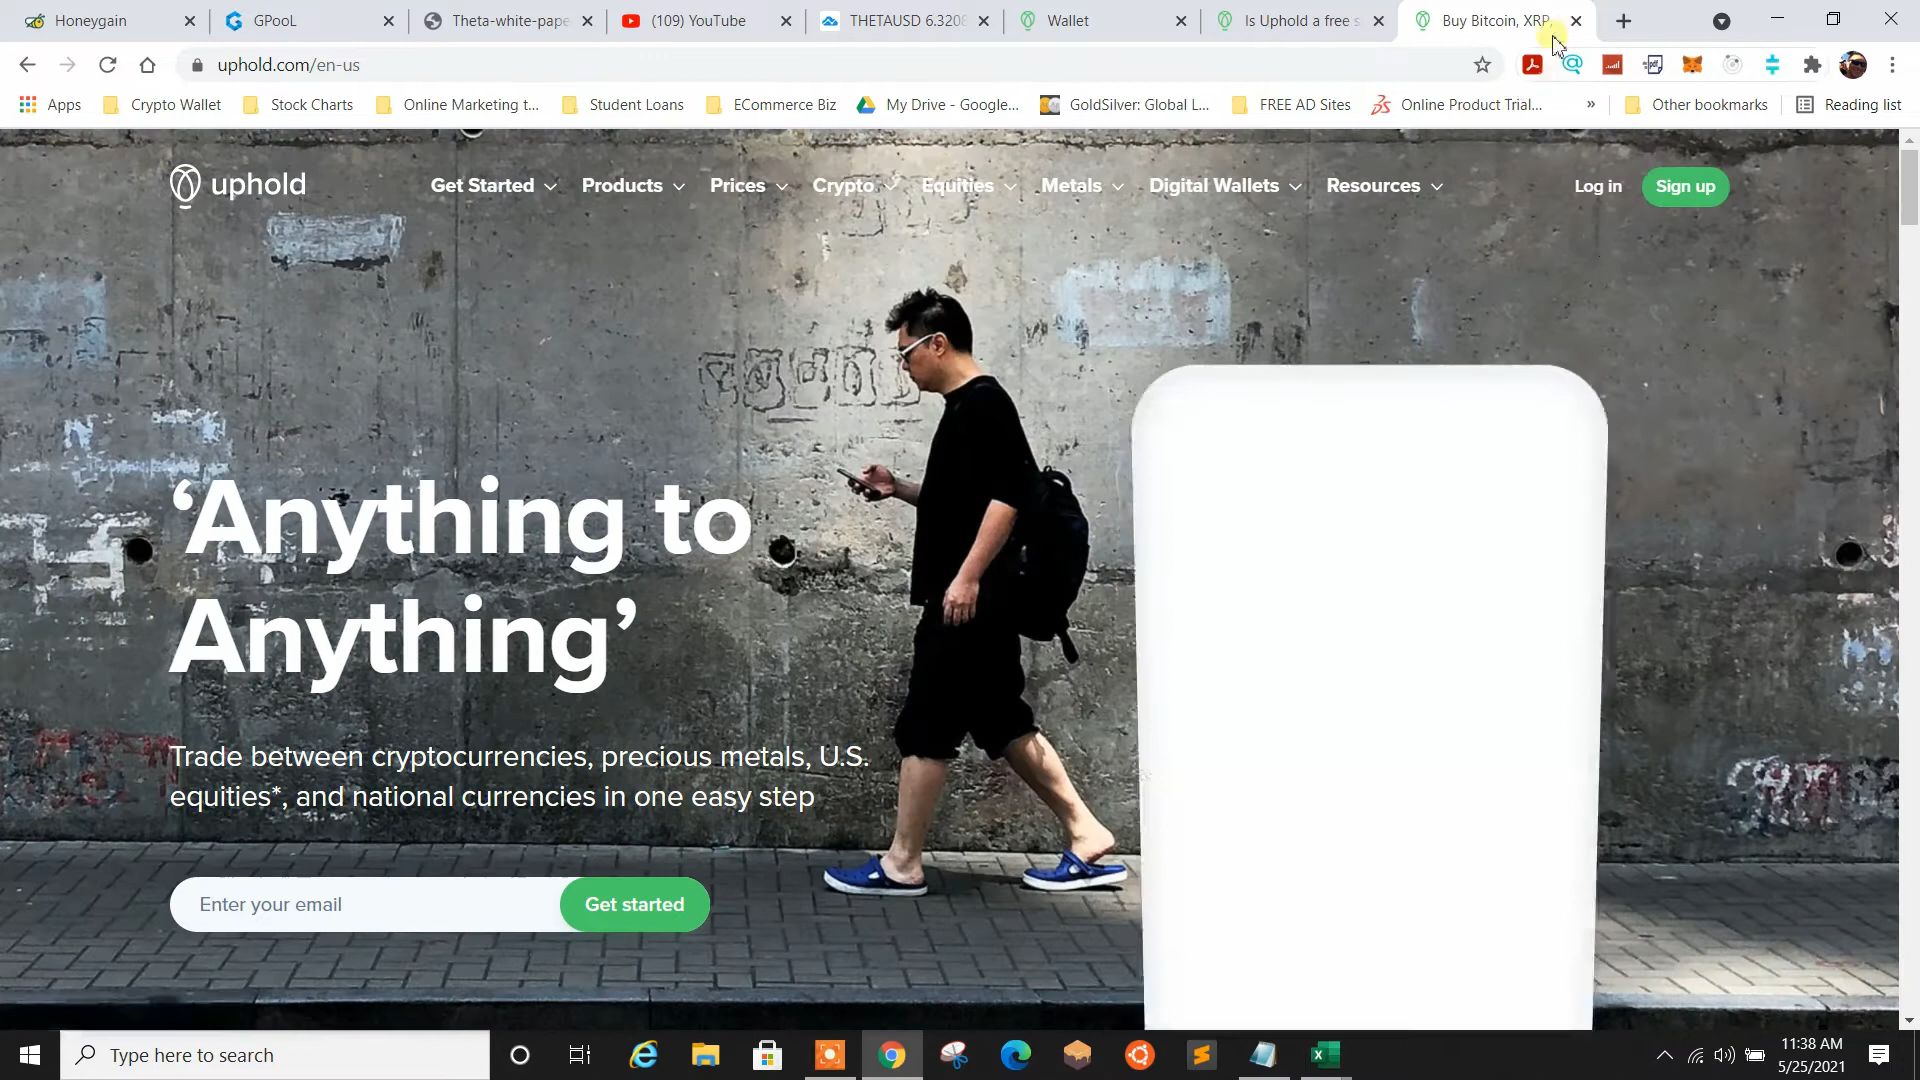 Honeygain
GPooL
Theta-white-pape
(109) YouTube
THETAUSD 6.3208
Wallet
Is Uphold a free s
Buy Bitcoin, XRP,
uphold.com/en-us
Apps
Crypto Wallet
Stock Charts
Online Marketing t...
Student Loans
ECommerce Biz
My Drive - Google...
GoldSilver: Global L...
FREE AD Sites
Online Product Trial...
»
Other bookmarks
Reading list
uphold
Get Started
Products
Prices
Crypto
Equities
Metals
Digital Wallets
Resources
Log in
Sign up
‘Anything to
Anything’
Trade between cryptocurrencies, precious metals, U.S.
equities*, and national currencies in one easy step
Enter your email
Get started
Type here to search
11:38 AM
5/25/2021